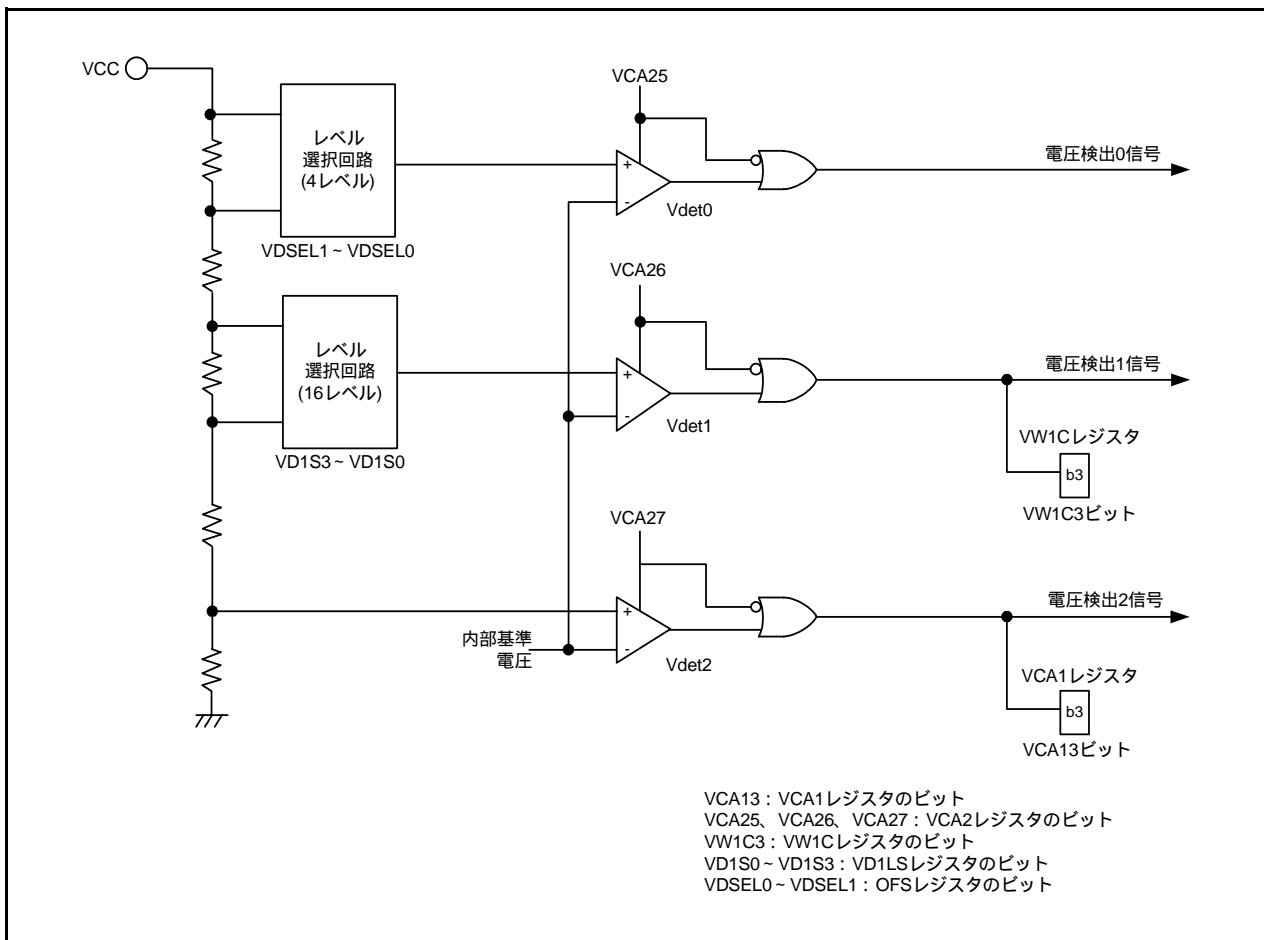 VCC
レベル
選択回路
(4レベル)
VDSEL1~VDSEL0
VCA25
+
-
Vdet0
電圧検出0信号
レベル
選択回路
(16レベル)
VD1S3~VD1S0
VCA26
+
-
Vdet1
電圧検出1信号
VW1Cレジスタ
b3
VW1C3ビット
VCA27
+
-
Vdet2
内部基準
電圧
電圧検出2信号
VCA1レジスタ
b3
VCA13ビット
VCA13：VCA1レジスタのビット
VCA25、VCA26、VCA27：VCA2レジスタのビット
VW1C3：VW1Cレジスタのビット
VD1S0~VD1S3：VD1LSレジスタのビット
VDSEL0~VDSEL1：OFSレジスタのビット